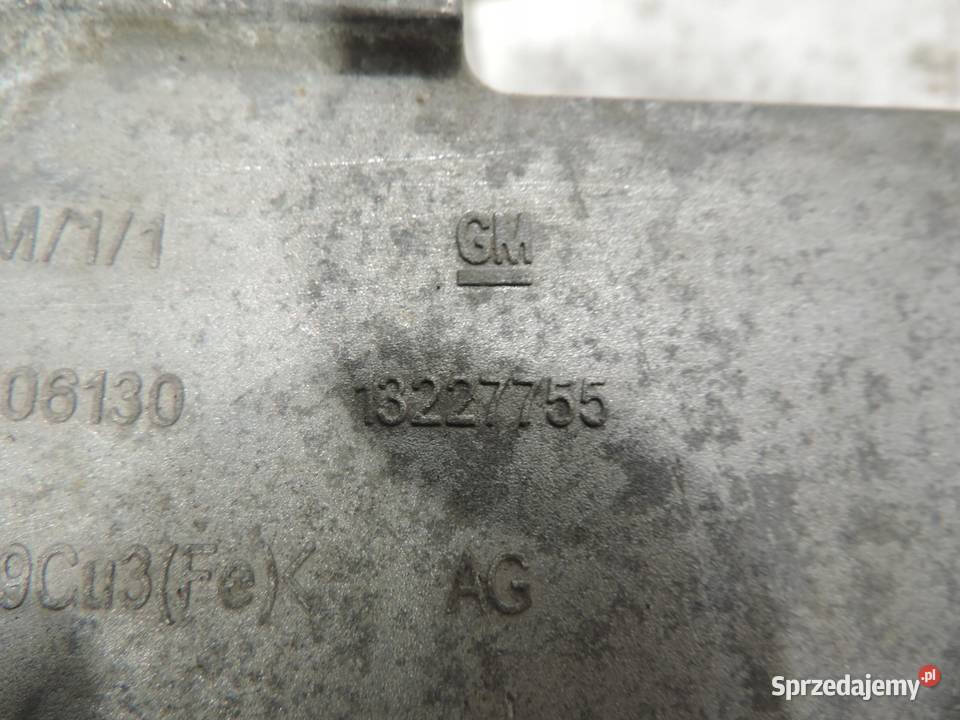 M/1/1
GM
06130
13227755
9Cu3(Fe)K
AG
Sprzedajemy.pl